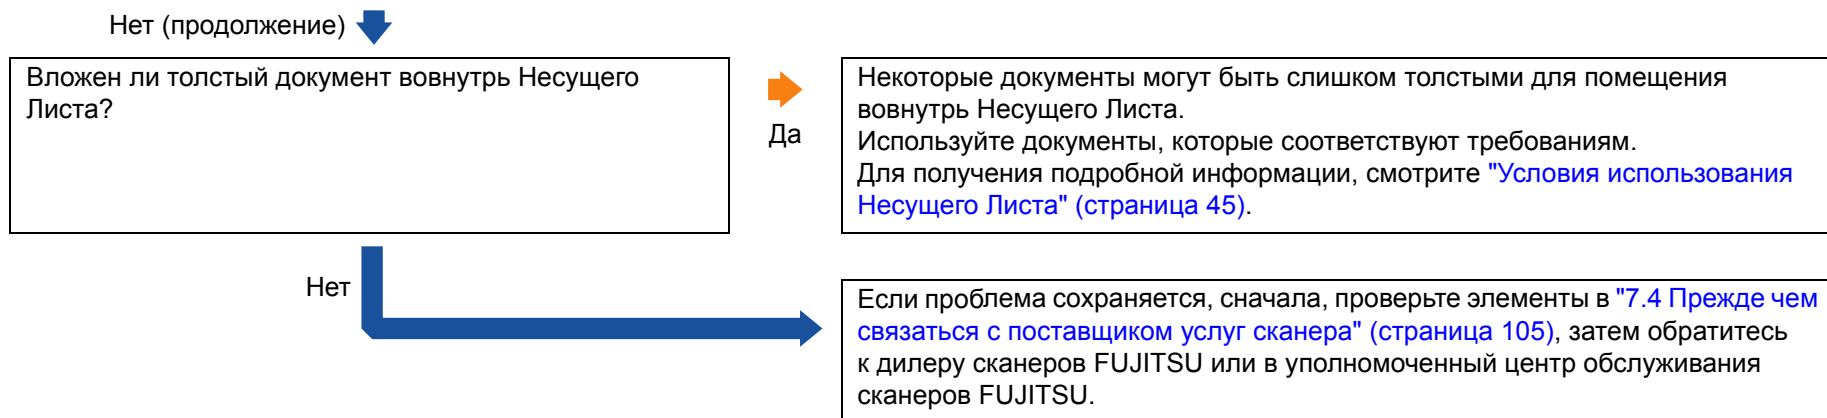 Нет (продолжение)
Вложен ли толстый документ вовнутрь Несущего
Листа?
Да
Некоторые документы могут быть слишком толстыми для помещения
вовнутрь Несущего Листа.
Используйте документы, которые соответствуют требованиям.
Для получения подробной информации, смотрите "Условия использования
Несущего Листа" (страница 45).
Нет
Если проблема сохраняется, сначала, проверьте элементы в "7.4 Прежде чем
связаться с поставщиком услуг сканера" (страница 105), затем обратитесь
к дилеру сканеров FUJITSU или в уполномоченный центр обслуживания
сканеров FUJITSU.